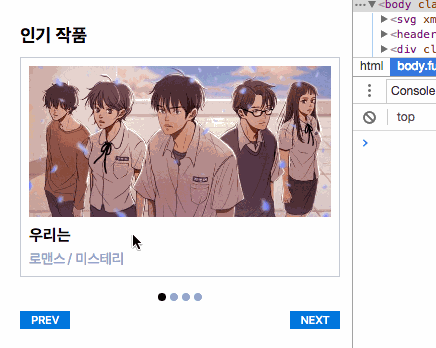 인기 작품
우리는
로맨스 / 미스테리
PREV
NEXT
<body cla
<svg xm
<header
<div cl
html
body.fu
Console
top